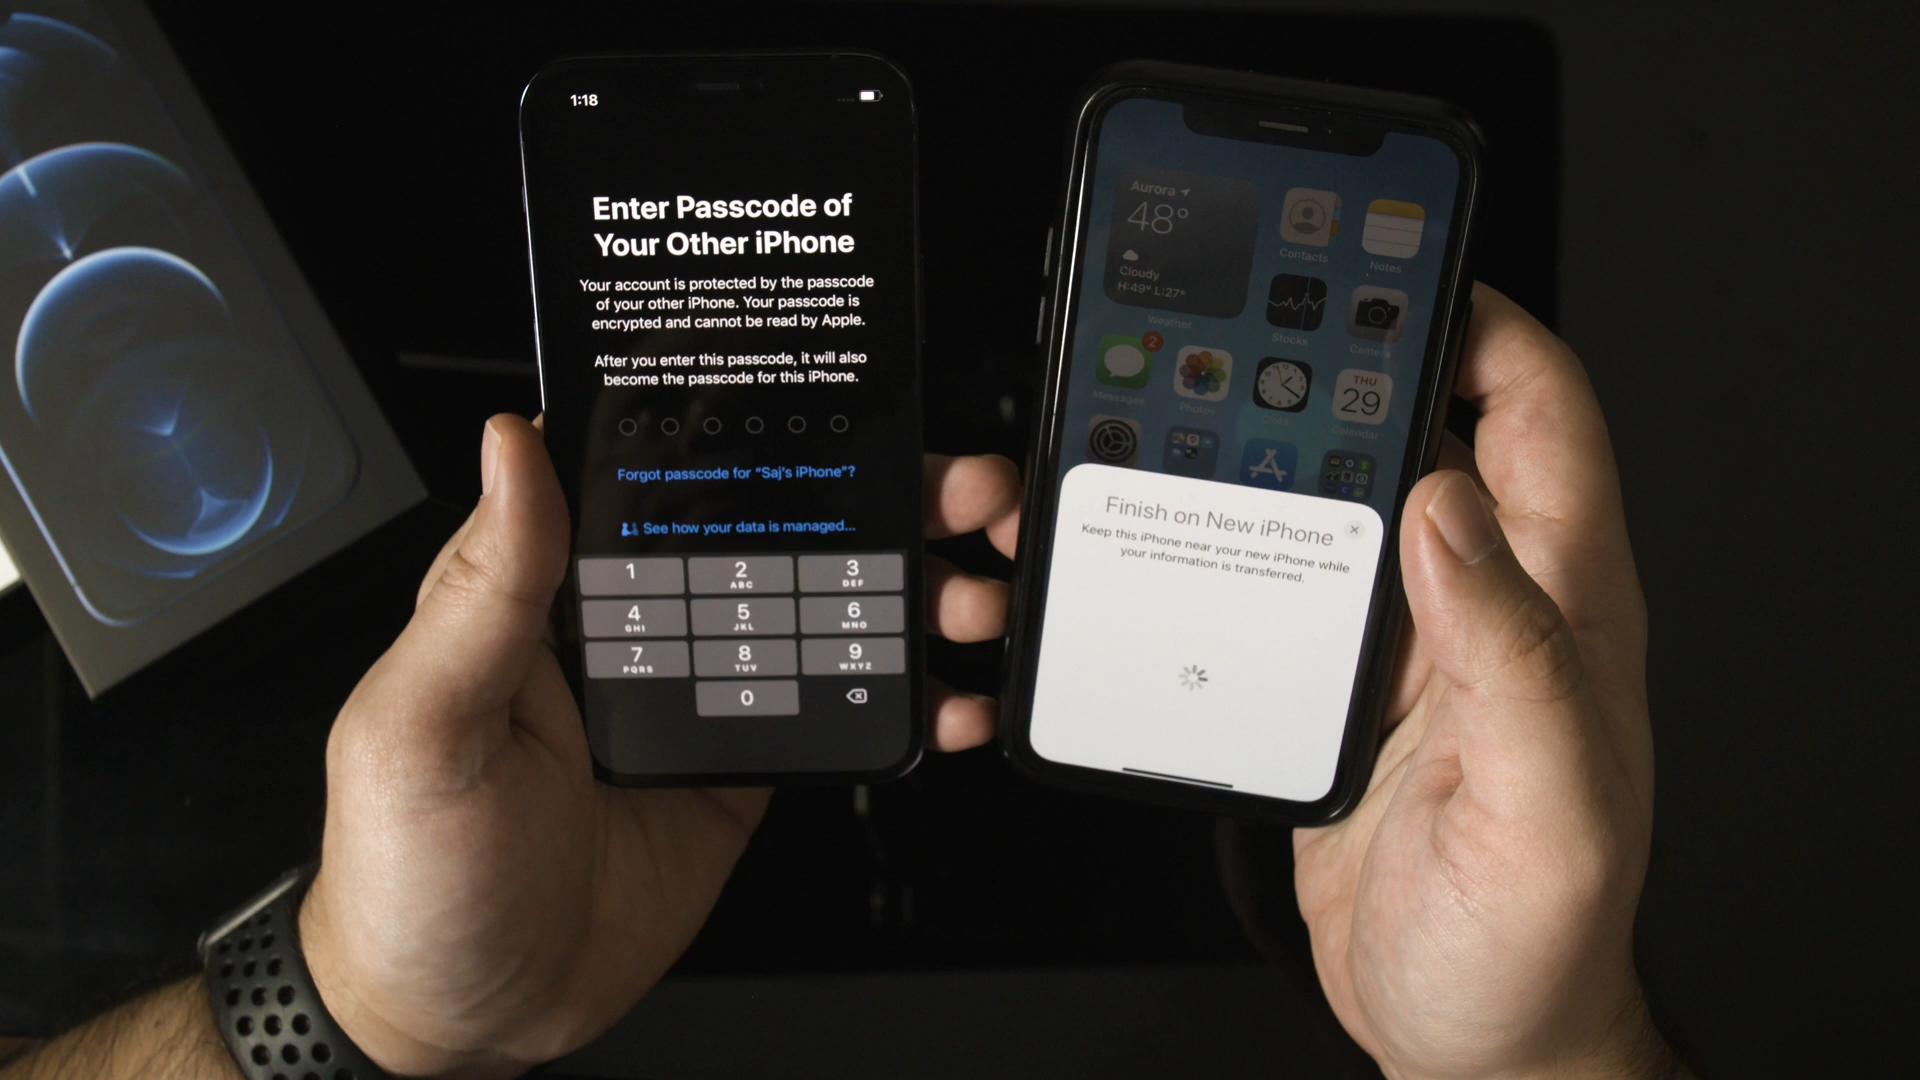 1:18
Enter Passcode of
Your Other iPhone
Your account is protected by the passcode
of your other iPhone. Your passcode is
encrypted and cannot be read by Apple.
After you enter this passcode, it will also
become the passcode for this iPhone.
Forgot passcode for “Saj’s iPhone”?
See how your data is managed...
1
2
ABC
3
DEF
4
GHI
5
JKL
6
MNO
7
PQRS
8
TUV
9
WXYZ
0
Aurora
48°
Cloudy
H:49° L:27°
Weather
Contacts
Notes
Stocks
Camera
2
Messages
Photos
Clock
THU
29
Calendar
Finish on New iPhone
Keep this iPhone near your new iPhone while
your information is transferred.